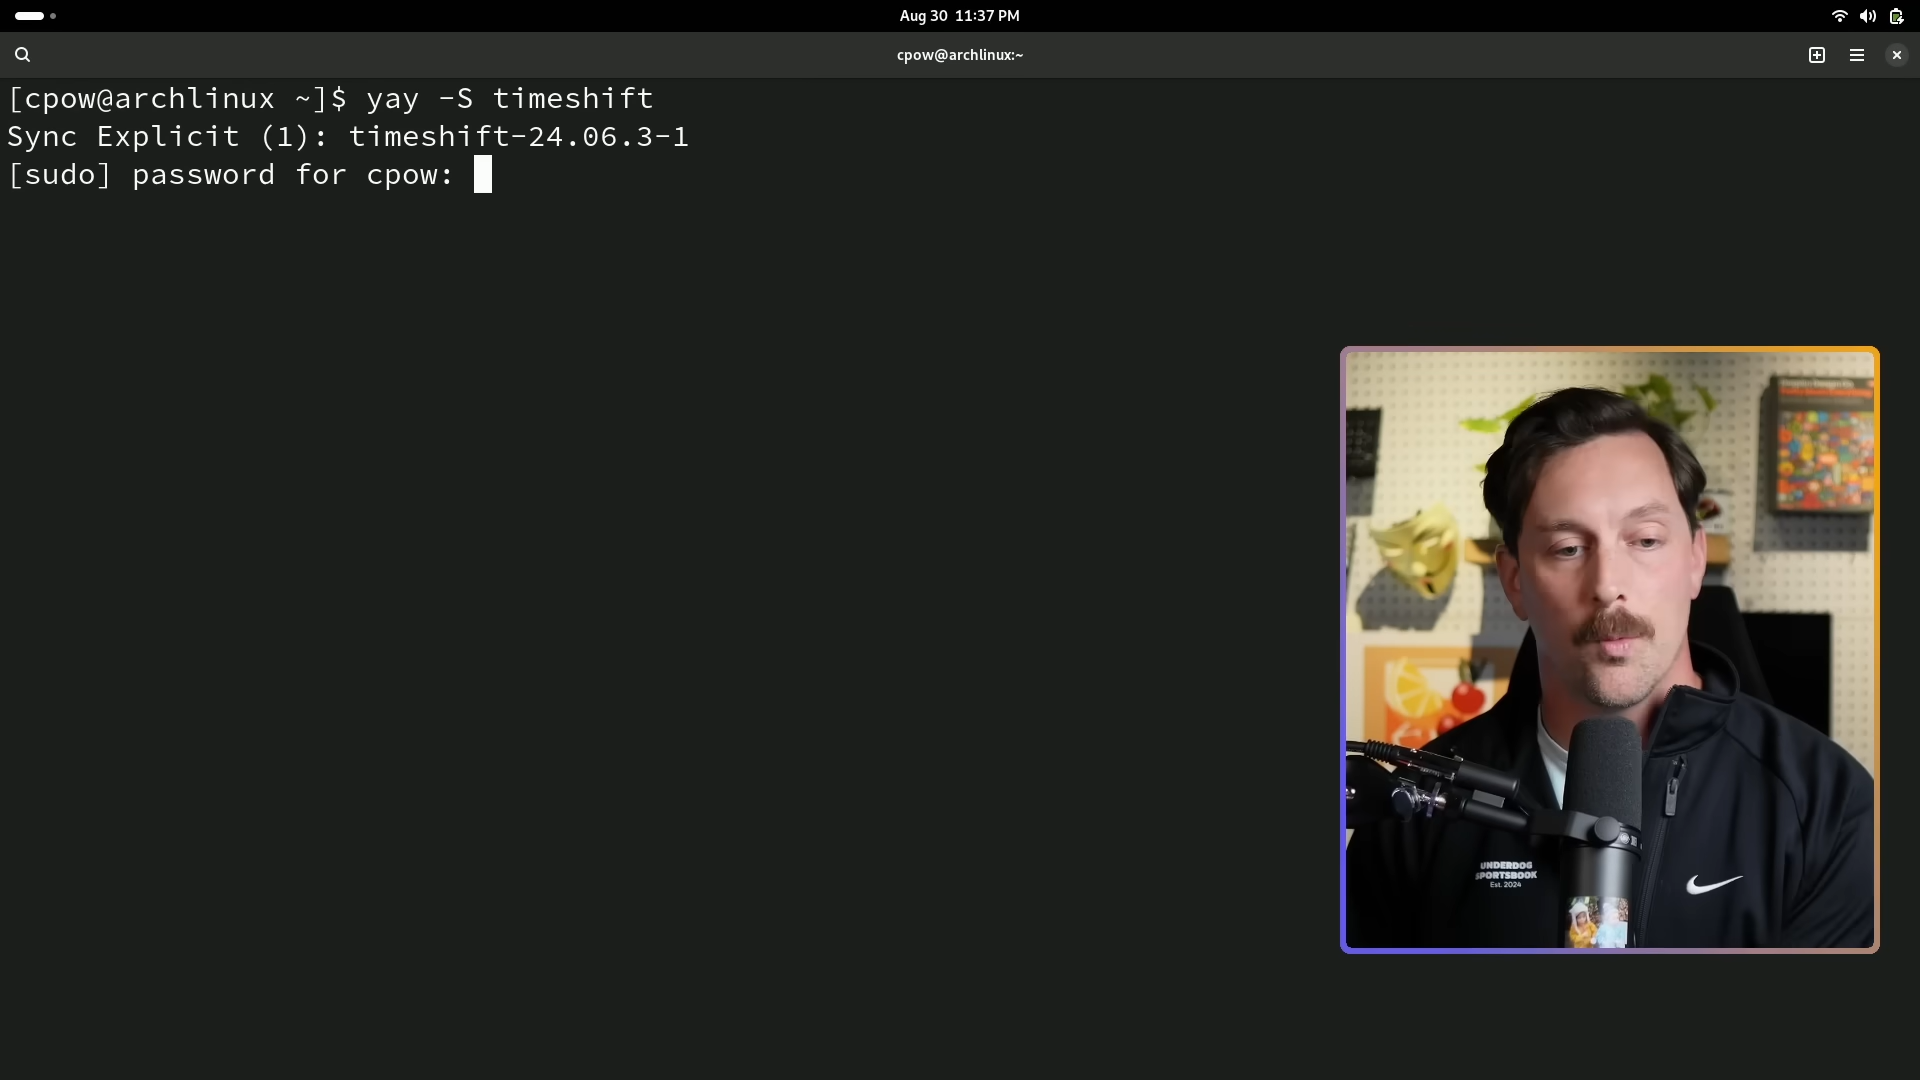 Aug 30 11:37 PM
cpow@archlinux:~
[cpow@archlinux ~]$ yay -S timeshift
Sync Explicit (1): timeshift-24.06.3-1
[sudo] password for cpow:
UNDERDOG
SPORTSBOOK
Est. 2024